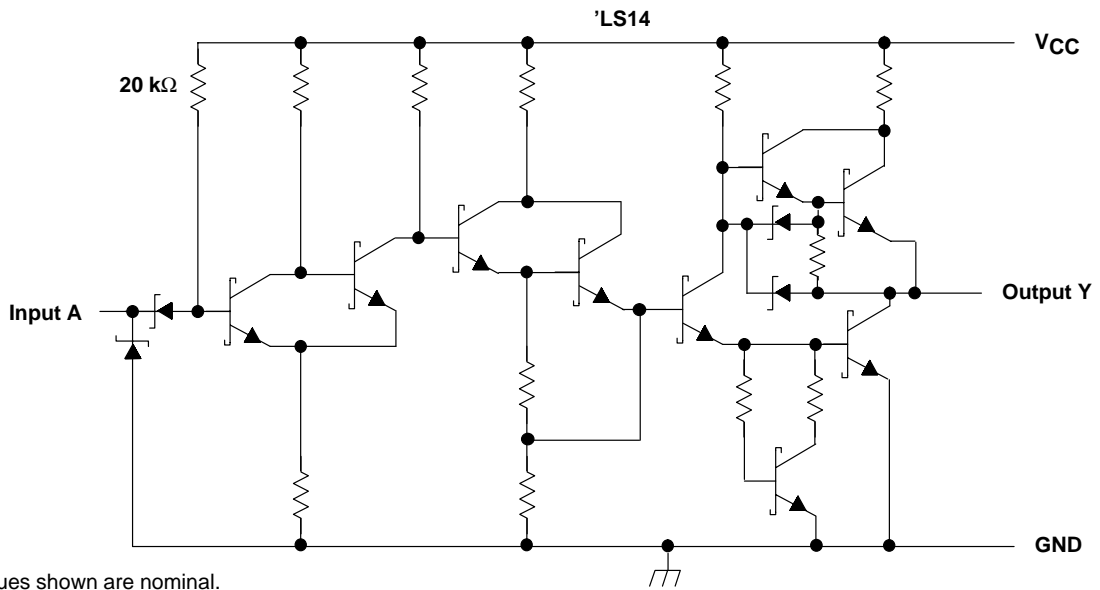 'LS14
VCC
20 kΩ
Input A
Output Y
GND
ues shown are nominal.